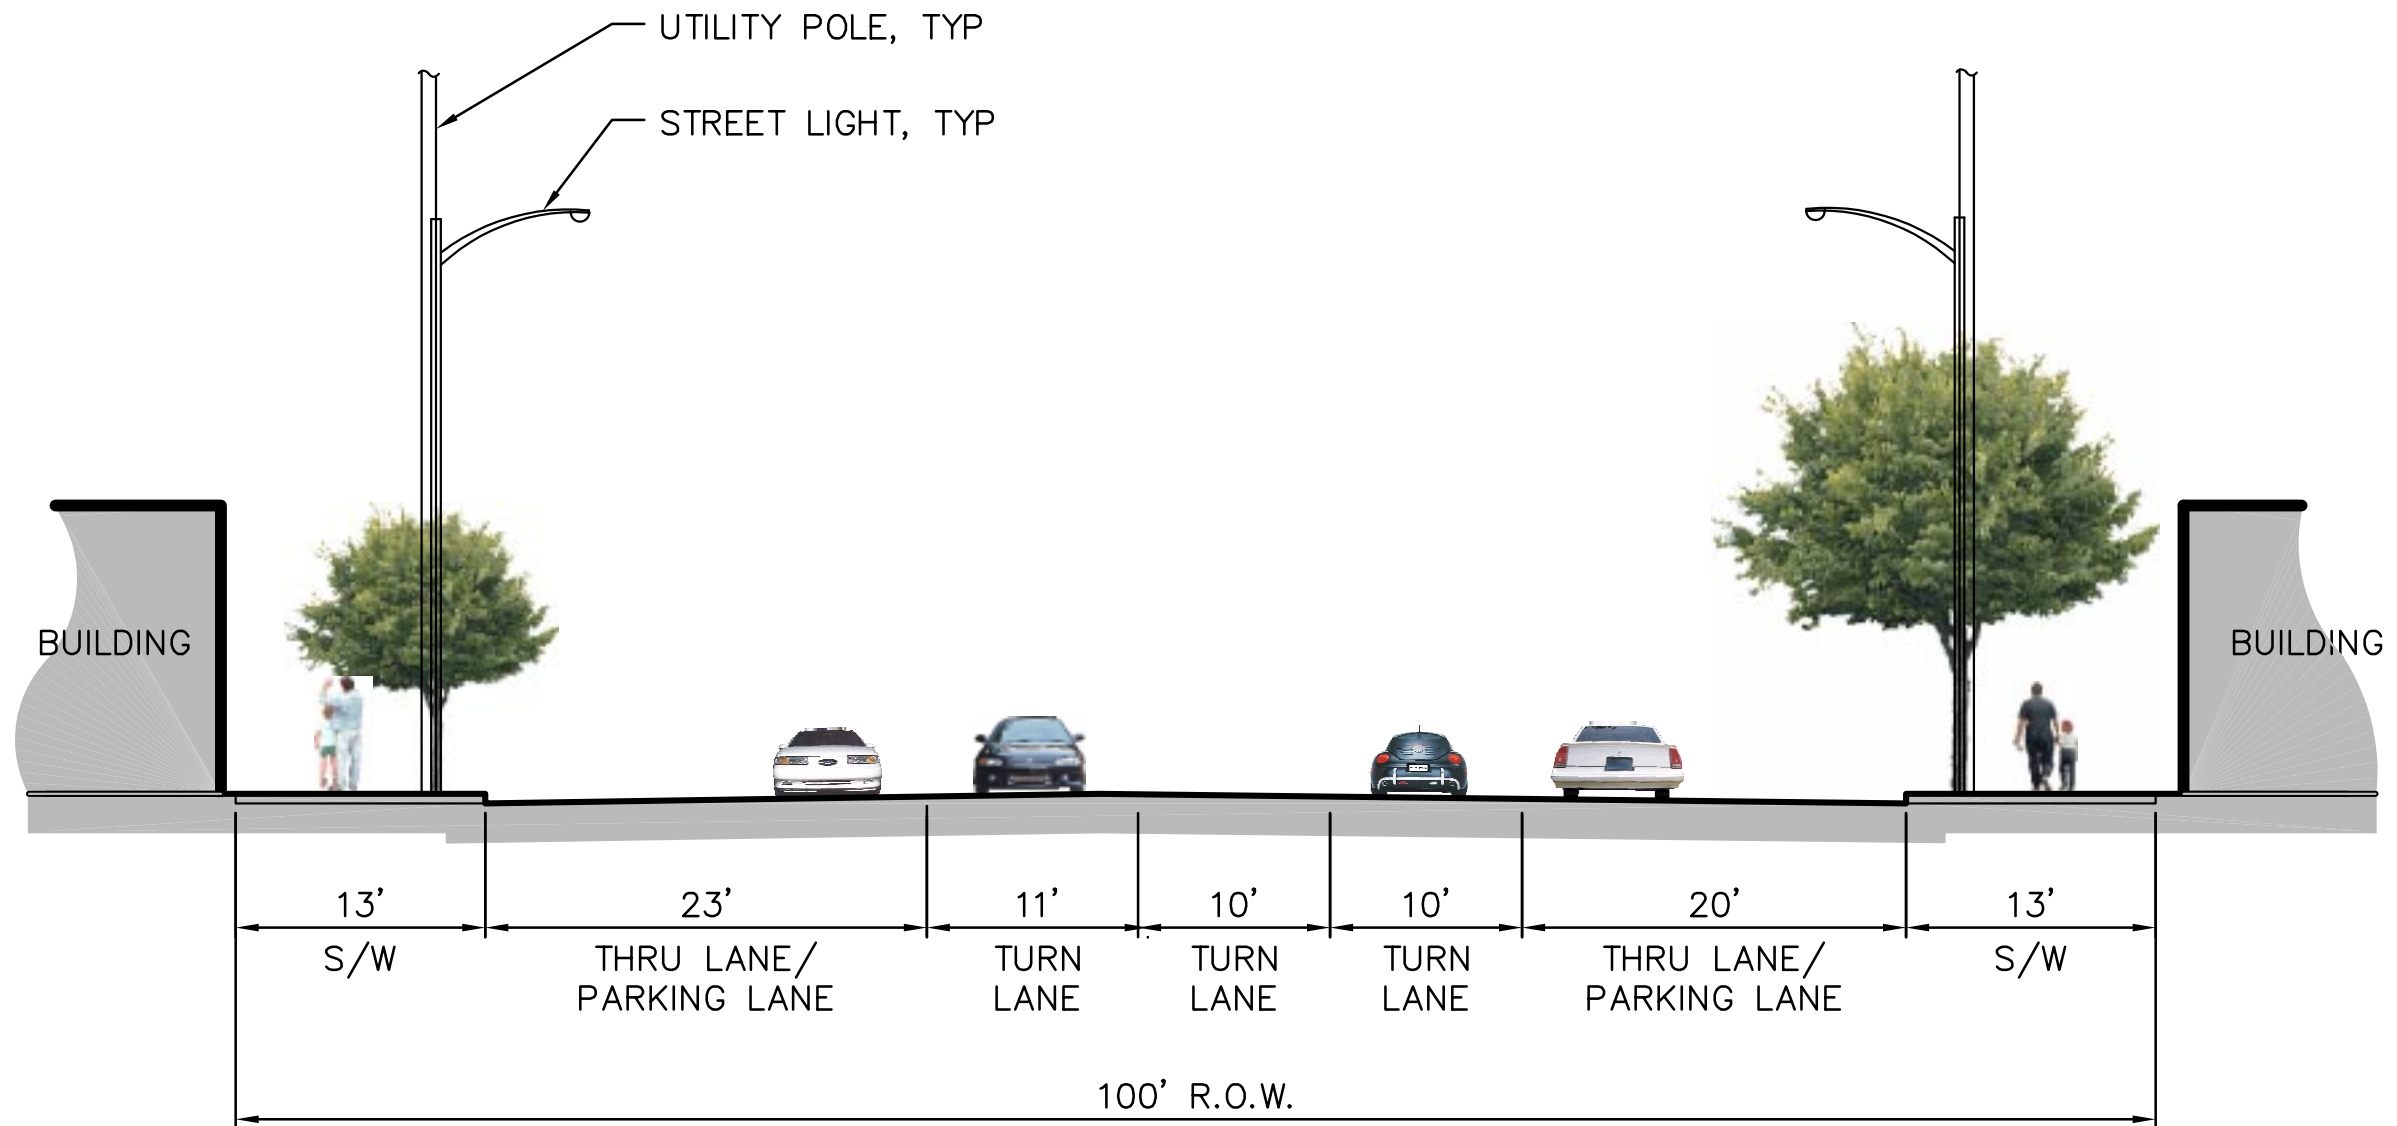 UTILITY POLE, TYP
STREET LIGHT, TYP
BUILDING
BUILDING
13'
23'
11'
10'
10'
20'
13'
S/W
THRU LANE/
PARKING LANE
TURN
LANE
TURN
LANE
TURN
LANE
THRU LANE/
PARKING LANE
S/W
100' R.O.W.